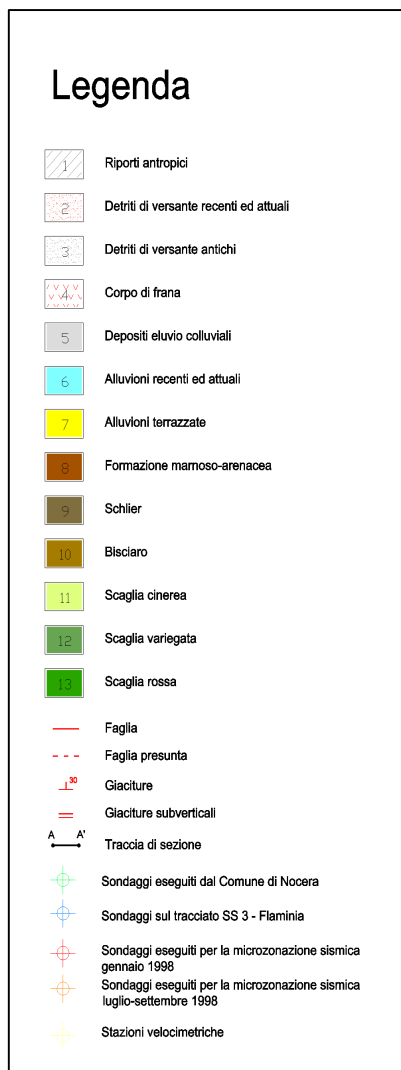 Legenda
1 Riporti antropici
2 Detriti di versante recenti ed attuali
3 Detriti di versante antichi
4 Corpo di frana
5 Depositi eluvio colluviali
6 Alluvioni recenti ed attuali
7 Alluvioni terrazzate
8 Formazione marnoso-arenacea
9 Schlier
10 Bisciaro
11 Scaglia cinerea
12 Scaglia variegata
13 Scaglia rossa
Faglia
Faglia presunta
30 Giaciture
Giaciture subverticali
A A' Traccia di sezione
Sondaggi eseguiti dal Comune di Nocera
Sondaggi sul tracciato SS 3 - Flaminia
Sondaggi eseguiti per la microzonazione sismica
gennaio 1998
Sondaggi eseguiti per la microzonazione sismica
luglio-settembre 1998
Stazioni velocimetriche